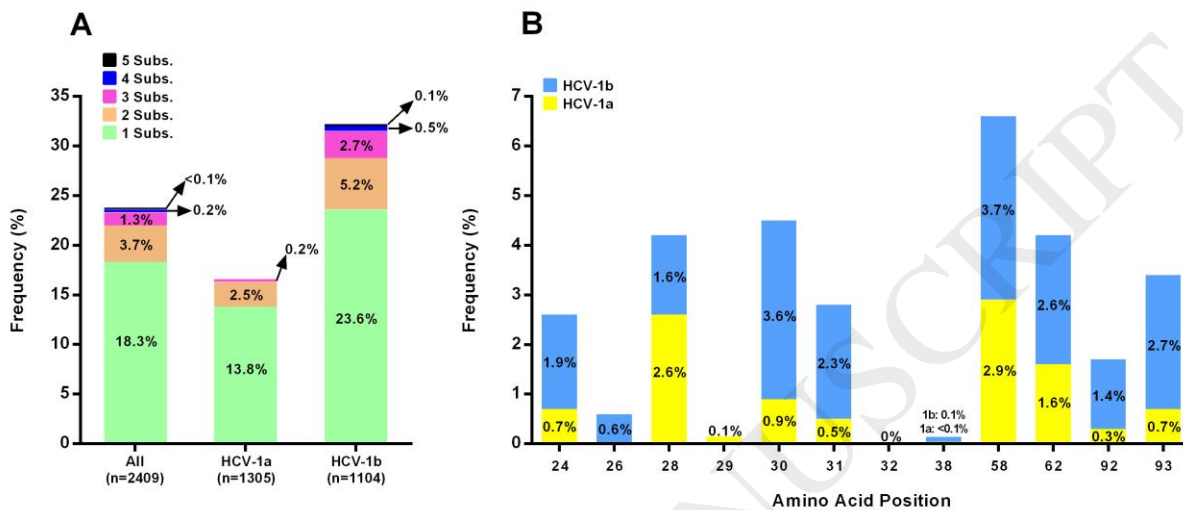 A
5 Subs.
4 Subs.
3 Subs.
2 Subs.
1 Subs.
Frequency (%)
35
30
25
20
15
10
5
0
<0.1%
0.2%
1.3%
3.7%
18.3%
0.2%
2.5%
13.8%
0.1%
0.5%
2.7%
5.2%
23.6%
All
(n=2409)
HCV-1a
(n=1305)
HCV-1b
(n=1104)
B
HCV-1b
HCV-1a
Frequency (%)
7
6
5
4
3
2
1
0
1.9%
0.7%
0.6%
1.6%
2.6%
0.1%
3.6%
0.9%
2.3%
0.5%
0%
1b: 0.1%
1a: <0.1%
3.7%
2.9%
2.6%
1.6%
1.4%
0.3%
2.7%
0.7%
24 26 28 29 30 31 32 38 58 62 92 93
Amino Acid Position
NUSCRIPT